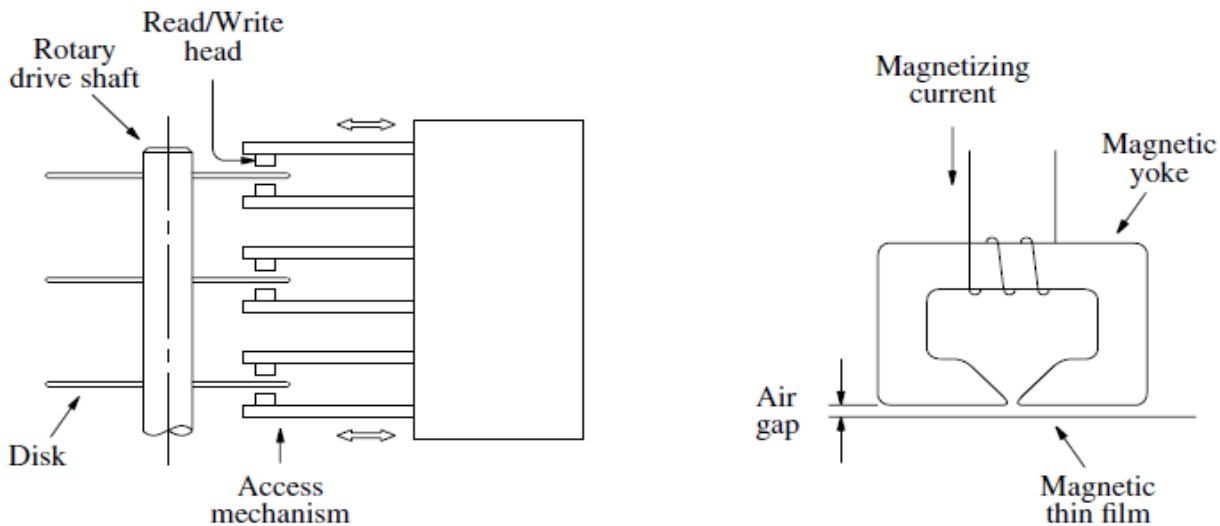 Read/Write
head
Rotary
drive shaft
Disk
Access
mechanism
Magnetizing
current
Magnetic
yoke
Air
gap
Magnetic
thin film